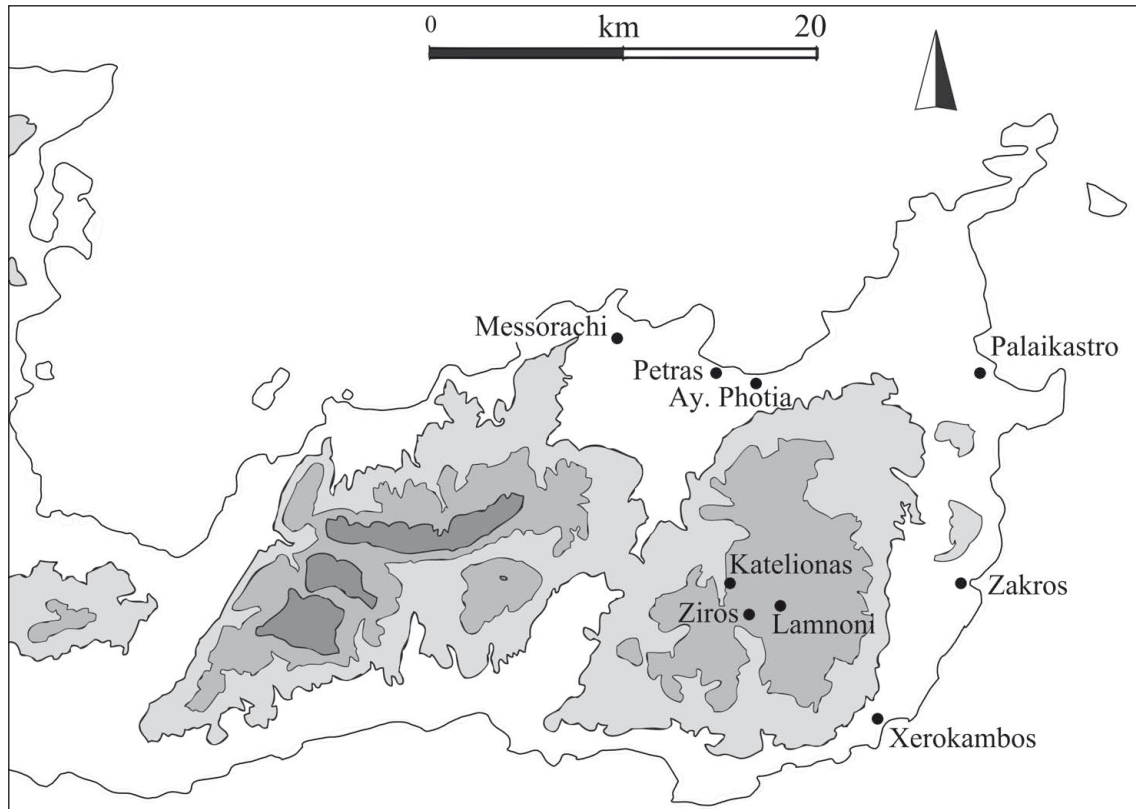 0 km 20
Messorachi
Petras
Ay. Photia
Palaikastro
Katelionas
Ziros
Lamnoni
Zakros
Xerokambos